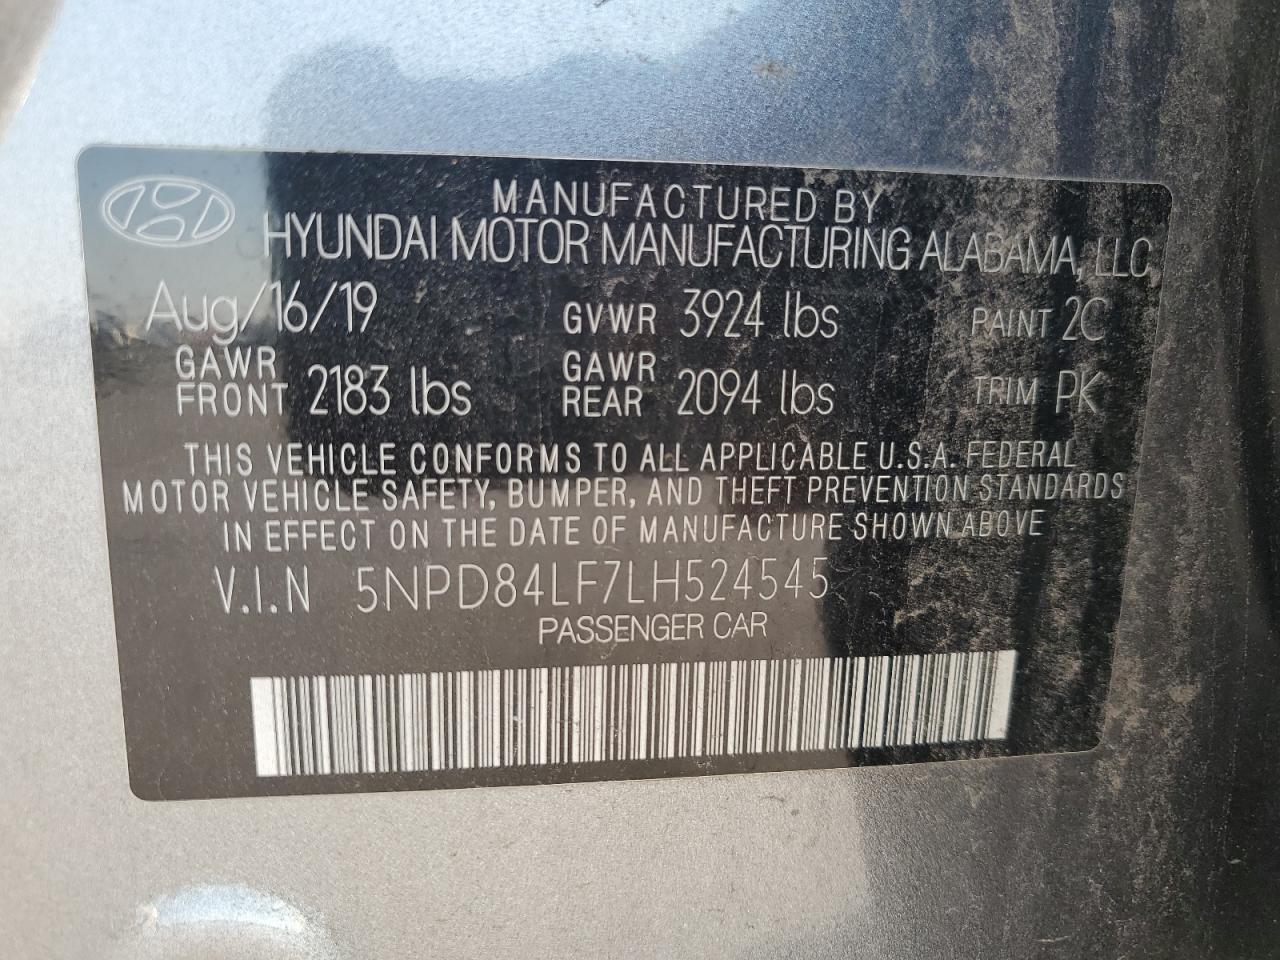 MANUFACTURED BY
HYUNDAI MOTOR MANUFACTURING ALABAMA, LLC
Aug/16/19 GVWR 3924 lbs PAINT 2C
GAWR FRONT 2183 lbs GAWR REAR 2094 lbs TRIM PK
THIS VEHICLE CONFORMS TO ALL APPLICABLE U.S.A. FEDERAL
MOTOR VEHICLE SAFETY, BUMPER, AND THEFT PREVENTION STANDARDS
IN EFFECT ON THE DATE OF MANUFACTURE SHOWN ABOVE
V.I.N 5NPD84LF7LH524545
PASSENGER CAR